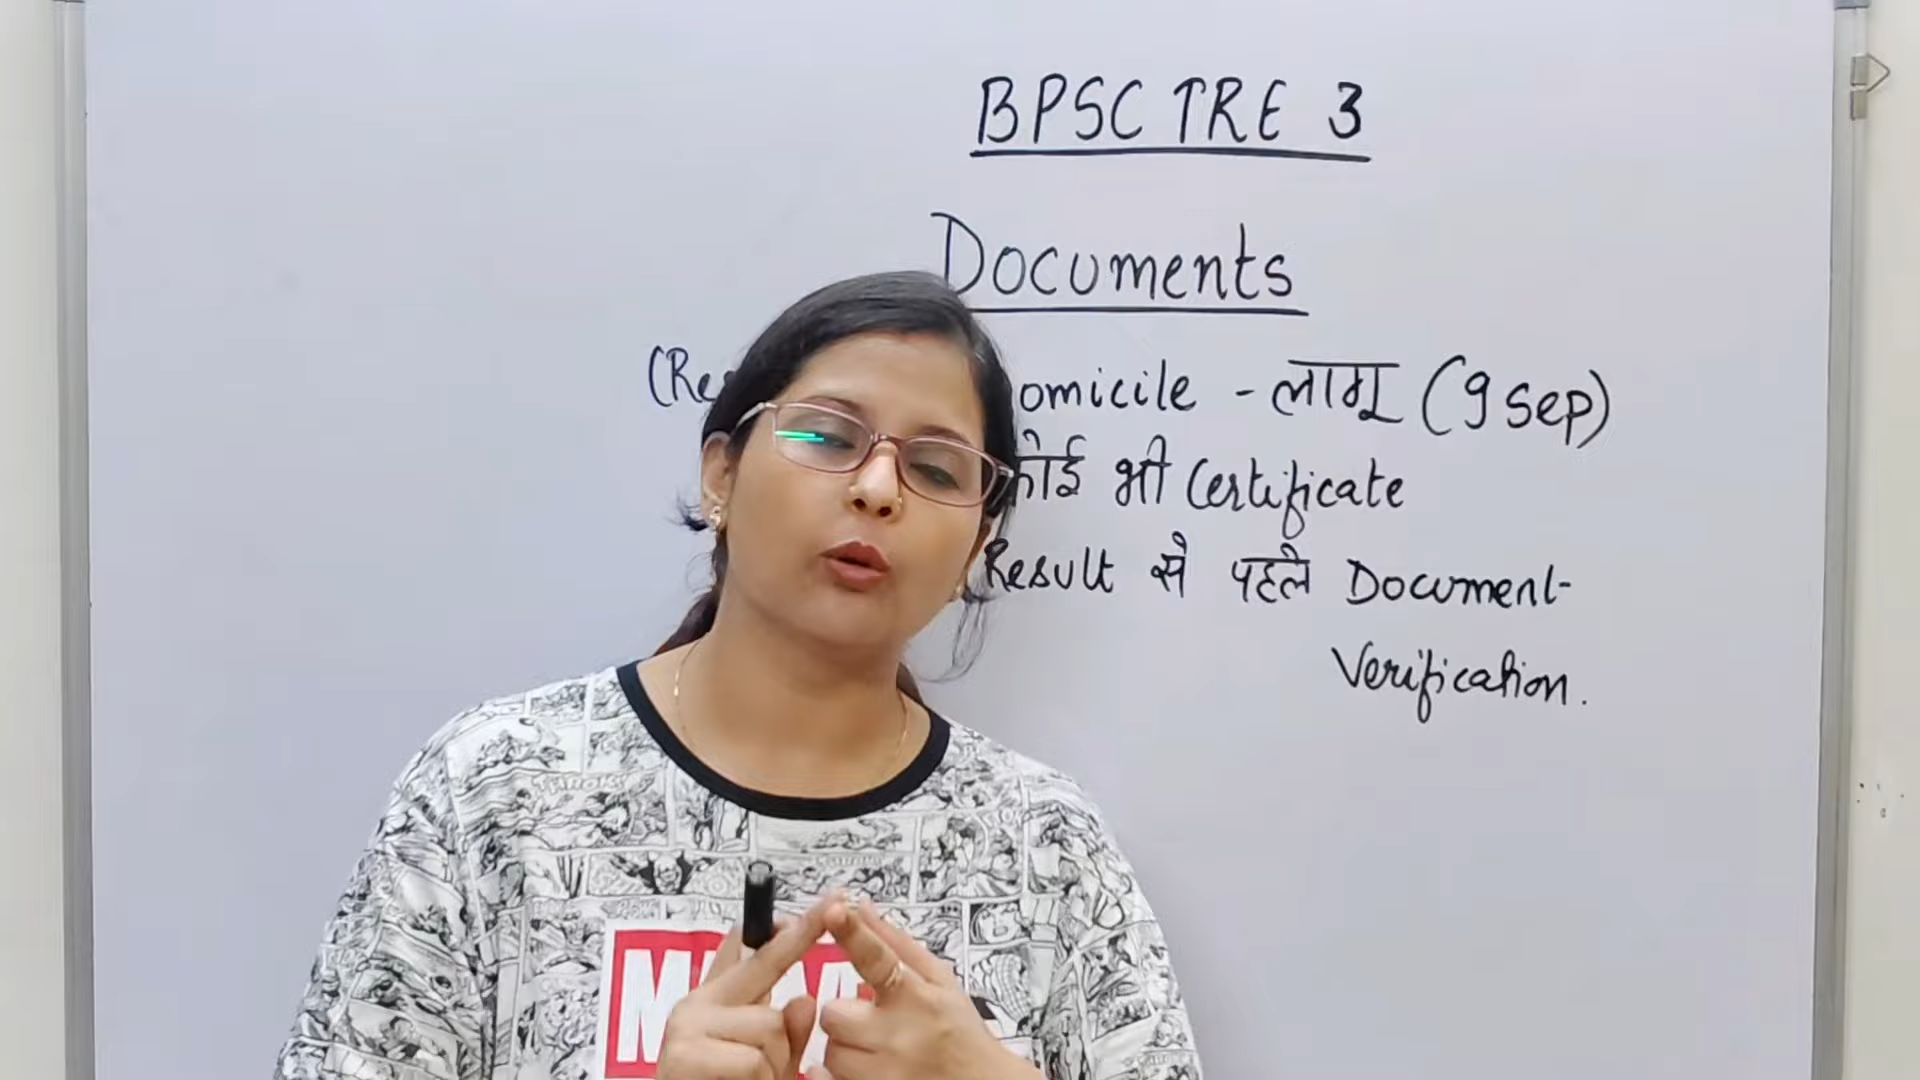 BPSC TRE 3
Documents
(Re omicile - लागू (9 Sep)
कोई भी Certificate
Result से पहले Document-
Verification.